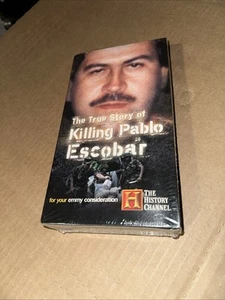 The True Story of
Killing Pablo
Escobar
for your emmy consideration
H
THE
HISTORY
CHANNEL.